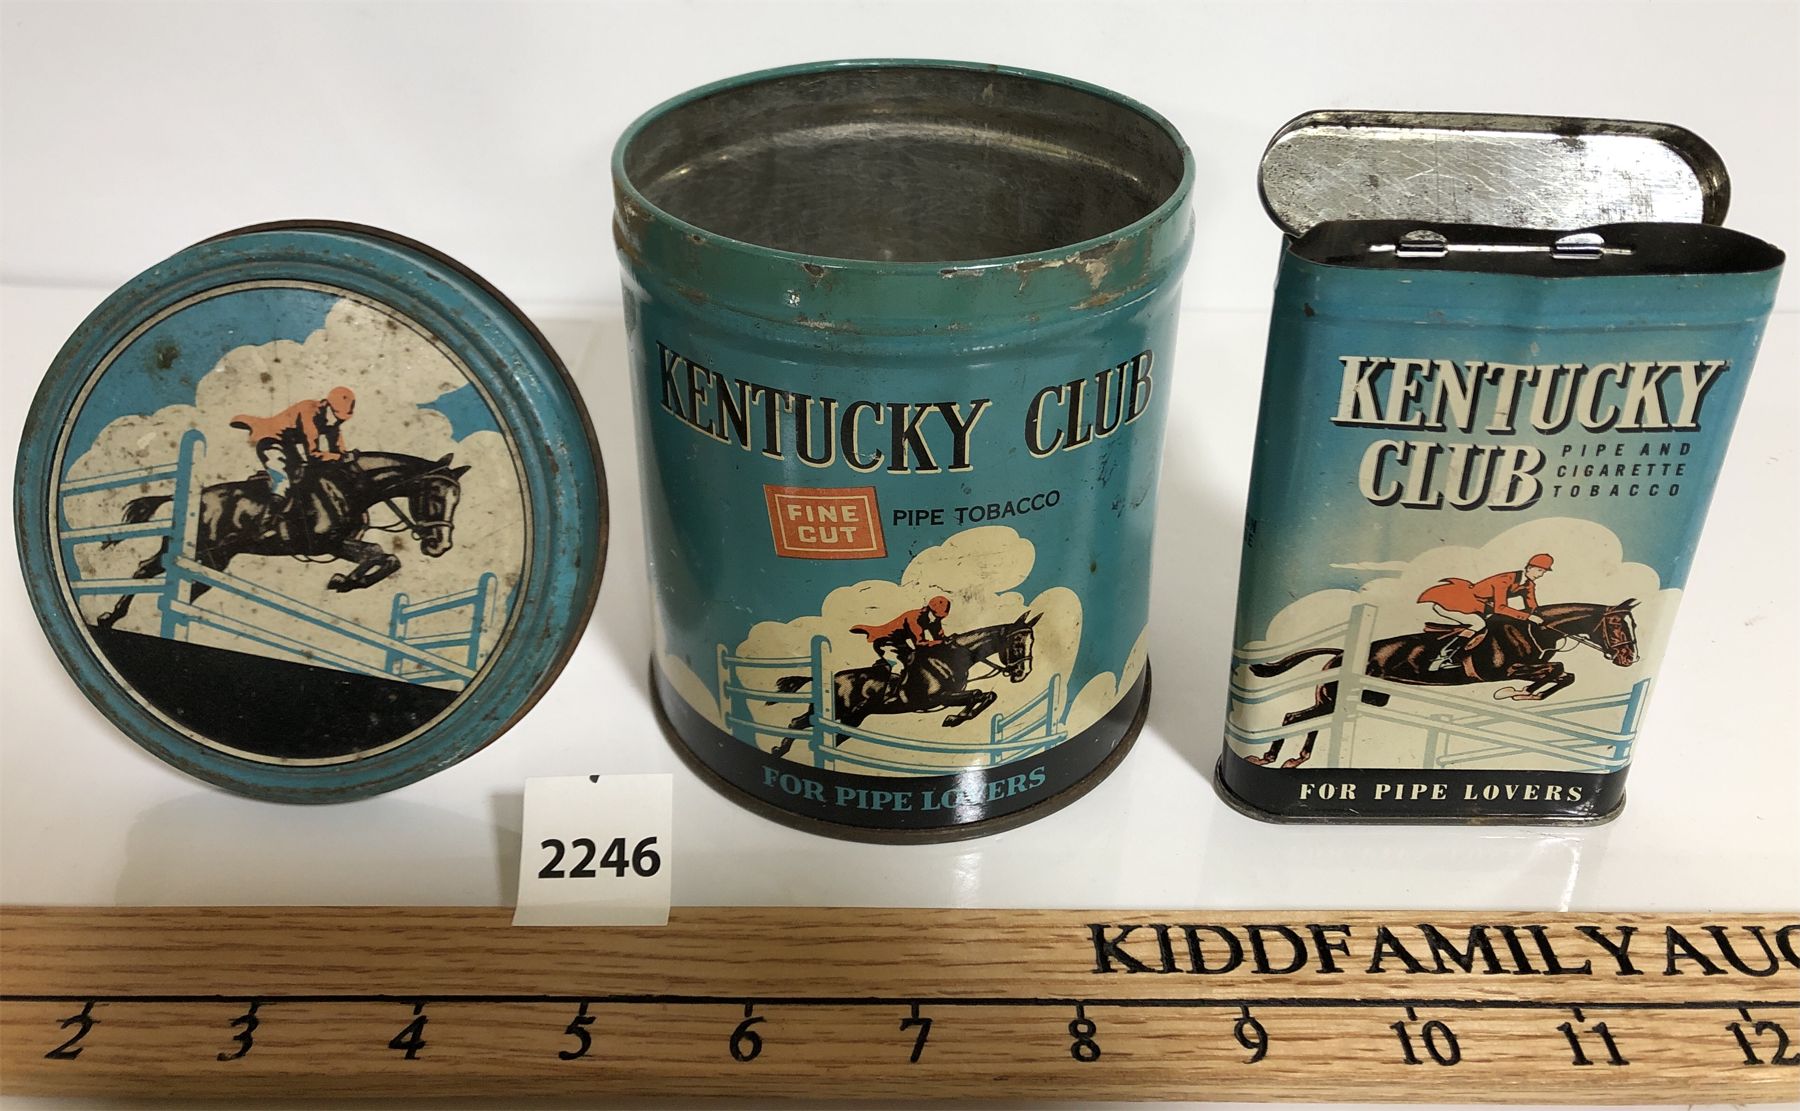 KENTUCKY CLUB
FINE
CUT
PIPE TOBACCO
FOR PIPE LOVERS
KENTUCKY
CLUB
PIPE AND
CIGARETTE
TOBACCO
FOR PIPE LOVERS
2246
KIDDFAMILYAUC
2 3 4 5 6 7 8 9 10 11 12